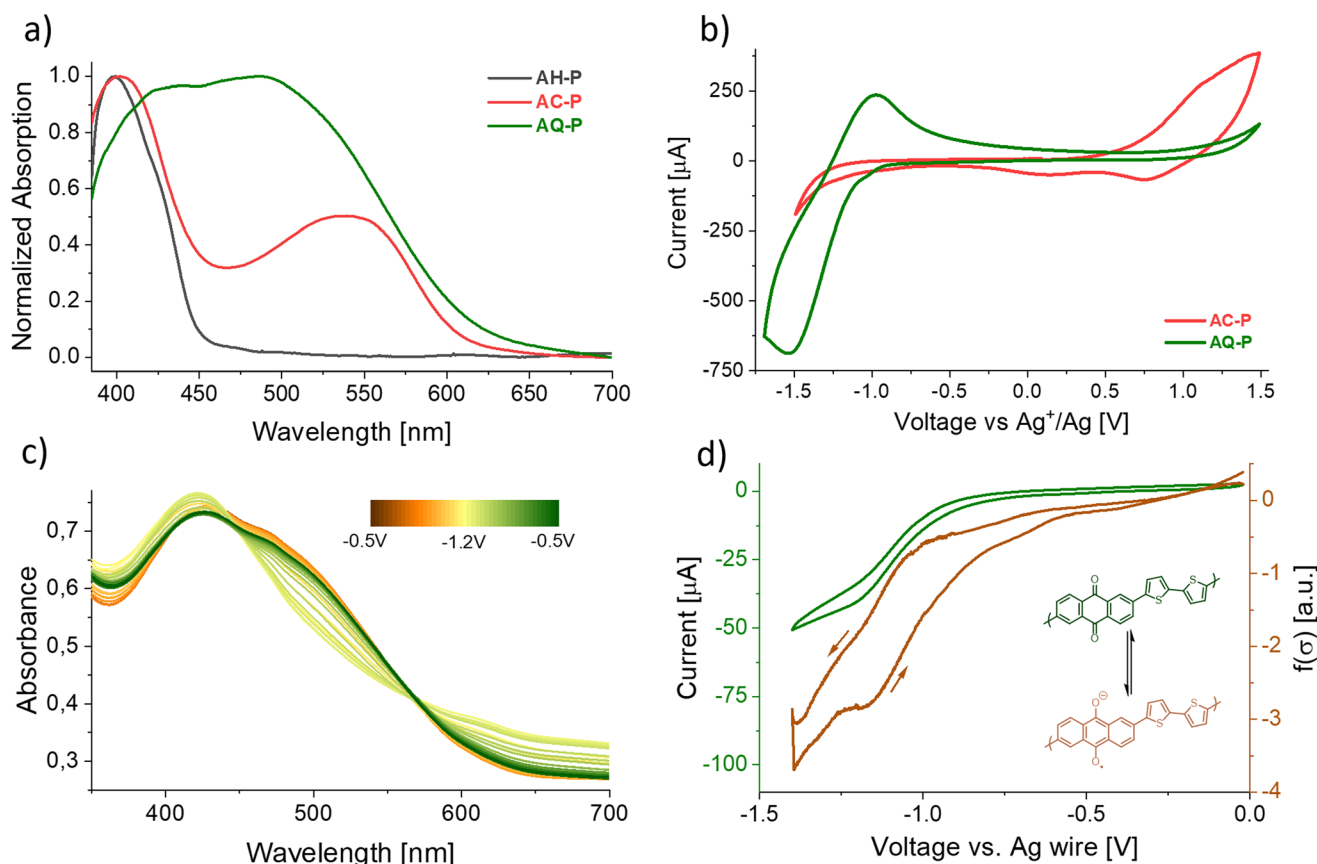 a)
Normalized Absorption
1.0
0.8
0.6
0.4
0.2
0.0
400 450 500 550 600 650 700
Wavelength [nm]
AH-P
AC-P
AQ-P
b)
Current [µA]
250
0
-250
-500
-750
-1.5 -1.0 -0.5 0.0 0.5 1.0 1.5
Voltage vs Ag⁺/Ag [V]
AC-P
AQ-P
c)
Absorbance
0,7
0,6
0,5
0,4
0,3
400 500 600 700
Wavelength [nm]
-0.5V -1.2V -0.5V
d)
Current [µA]
0
-25
-50
-75
-100
-1.5 -1.0 -0.5 0.0
Voltage vs. Ag wire [V]
f(σ) [a.u.]
0
-1
-2
-3
-4
O
S
S
O
O⊖
S
S
O•